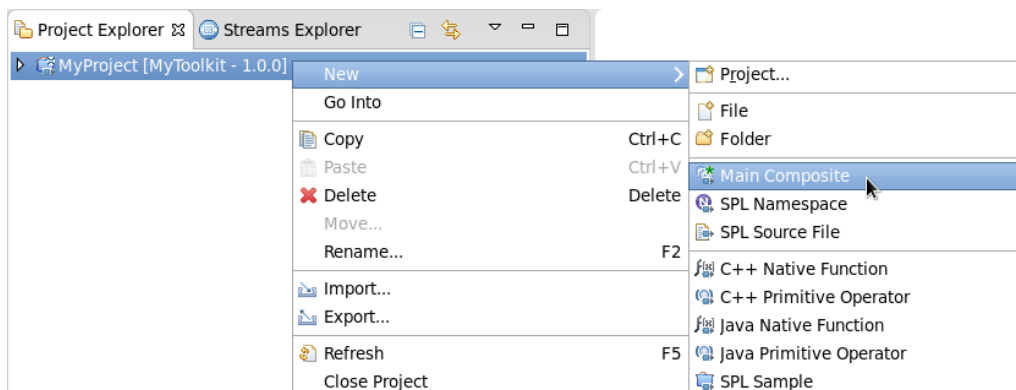 Project Explorer Streams Explorer
MyProject [MyToolkit - 1.0.0]
New
Go Into
Copy Ctrl+C
Paste Ctrl+V
Delete Delete
Move...
Rename... F2
Import...
Export...
Refresh F5
Close Project
Project...
File
Folder
Main Composite
SPL Namespace
SPL Source File
C++ Native Function
C++ Primitive Operator
Java Native Function
Java Primitive Operator
SPL Sample